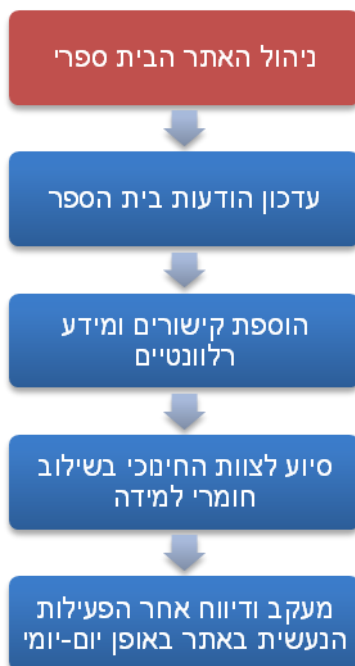 ניהול האתר הבית ספרי
עדכון הודעות בית הספר
הוספת קישורים ומידע
רלוונטיים
סיוע לצוות החינוכי בשילוב
חומרי למידה
מעקב ודיווח אחר הפעילות
הנעשית באתר באופן יום-יומי